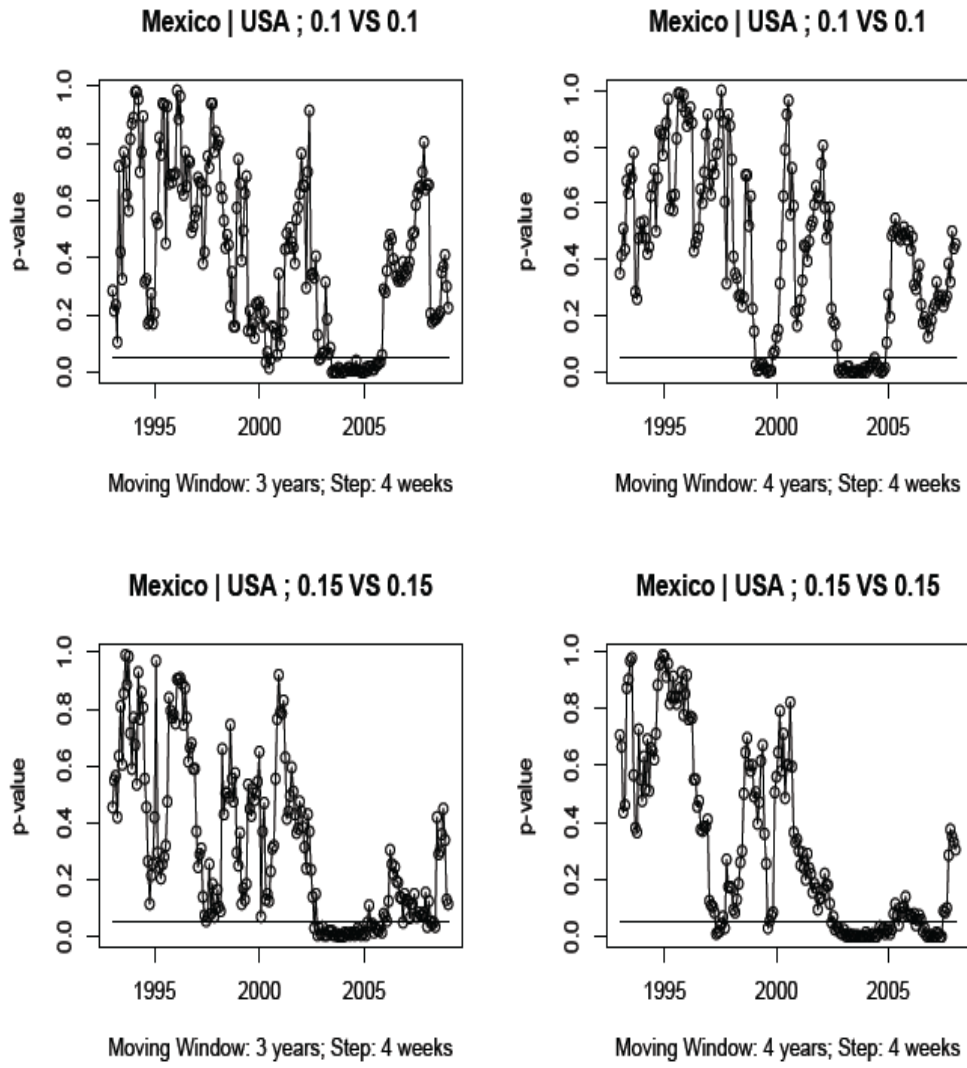 Mexico | USA ; 0.1 VS 0.1
p-value
1.0
0.8
0.6
0.4
0.2
0.0
1995 2000 2005
Moving Window: 3 years; Step: 4 weeks
Mexico | USA ; 0.1 VS 0.1
p-value
1.0
0.8
0.6
0.4
0.2
0.0
1995 2000 2005
Moving Window: 4 years; Step: 4 weeks
Mexico | USA ; 0.15 VS 0.15
p-value
1.0
0.8
0.6
0.4
0.2
0.0
1995 2000 2005
Moving Window: 3 years; Step: 4 weeks
Mexico | USA ; 0.15 VS 0.15
p-value
1.0
0.8
0.6
0.4
0.2
0.0
1995 2000 2005
Moving Window: 4 years; Step: 4 weeks